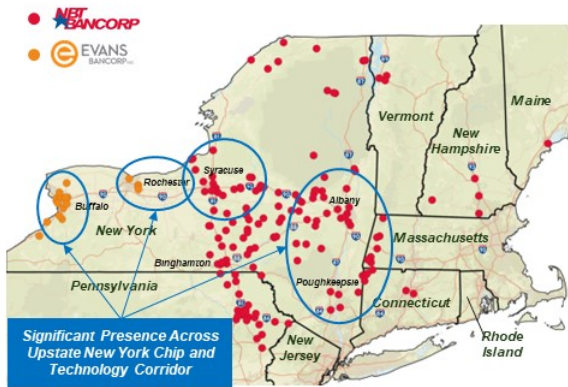 NBT
BANCORP
e EVANS
BANCORP INC
Maine
Vermont
New
Hampshire
Syracuse
Rochester
Buffalo
Albany
New York
Massachusetts
Binghamton
Pennsylvania
Poughkeepsie
Connecticut
Rhode
Island
New
Jersey
Significant Presence Across
Upstate New York Chip and
Technology Corridor